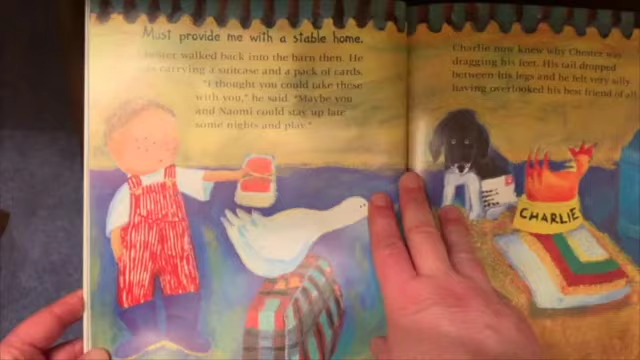 Must provide me with a stable home.
walked back into the barn then. He
was carrying a suitcase and a pack of cards.
"I thought you could take these
with you," he said. "Maybe you
and Naomi could stay up late
some nights and play."
Charlie now knew why Chester was
dragging his feet. His tail dropped
between his legs and he felt very silly
having overlooked his best friend of all.
CHARLIE